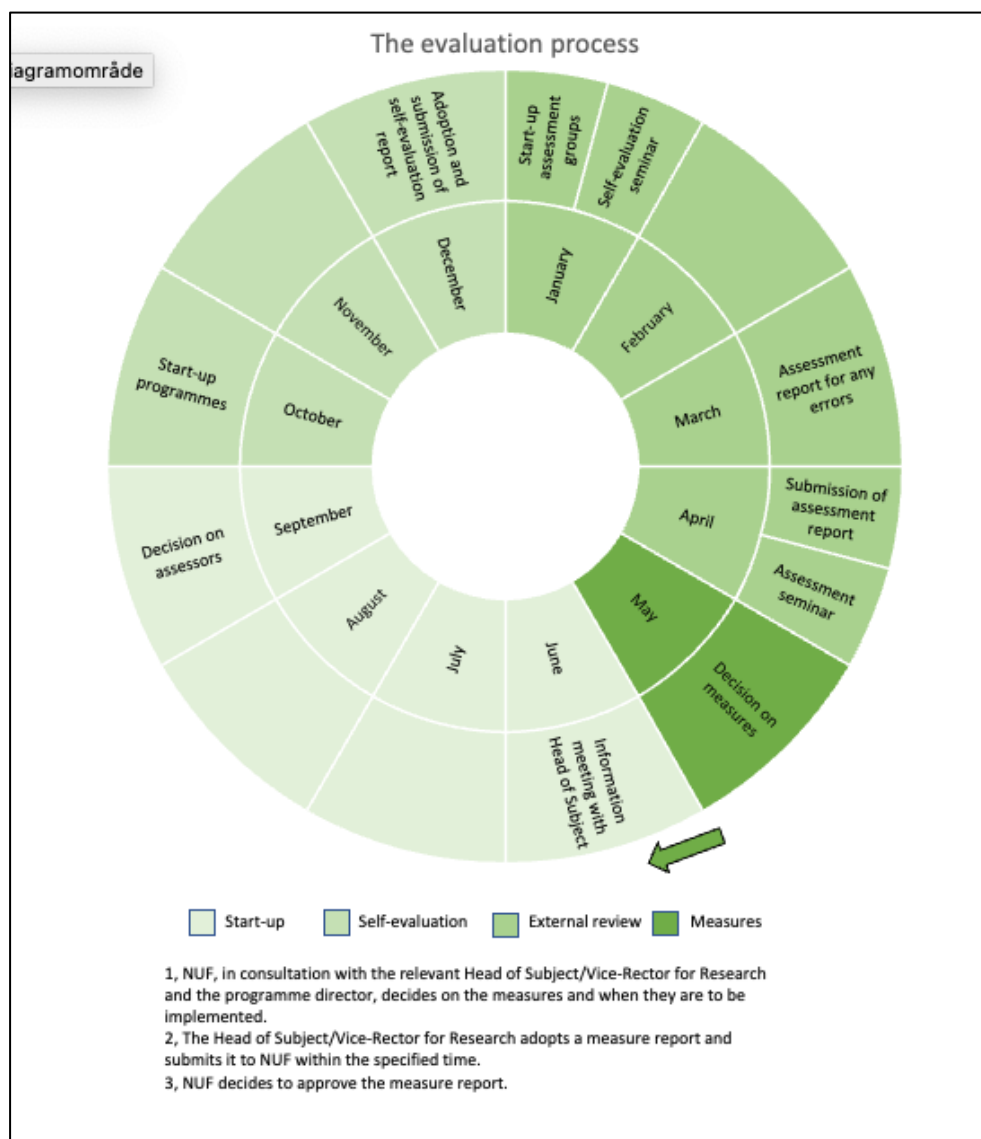 The evaluation process
iagramområde
Adoption and
submission of
self-evaluation
report
Start-up
assessment
groups
Self-evaluation
seminar
December
January
November
February
Start-up
programmes
October
March
Assessment
report for any
errors
Decision on
assessors
September
April
Submission of
assessment
report
Assessment
seminar
August
May
July
June
Decision on
measures
Information
meeting with
Head of Subject
Start-up
Self-evaluation
External review
Measures
1, NUF, in consultation with the relevant Head of Subject/Vice-Rector for Research
and the programme director, decides on the measures and when they are to be
implemented.
2, The Head of Subject/Vice-Rector for Research adopts a measure report and
submits it to NUF within the specified time.
3, NUF decides to approve the measure report.